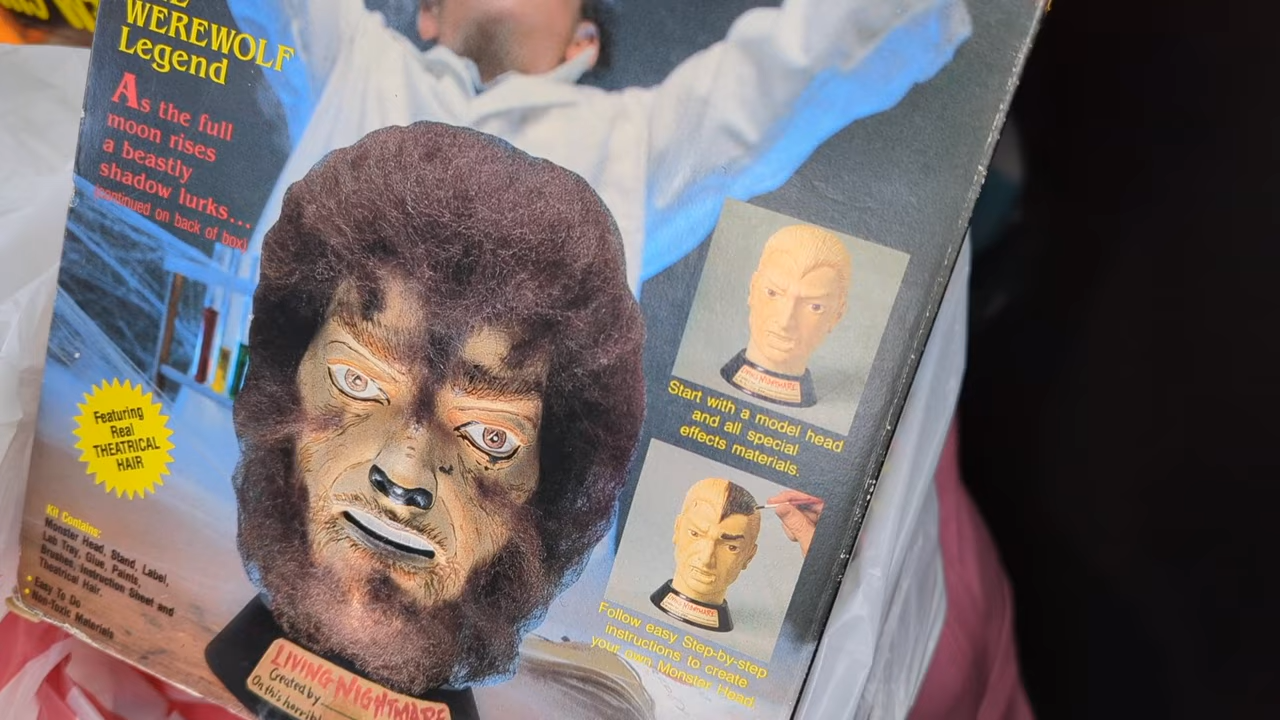 WEREWOLF
Legend
As the full
moon rises
a beastly
shadow lurks...
(continued on back of box)
Featuring
Real
THEATRICAL
HAIR
Kit Contains:
Monster Head, Stand, Label,
Lab Tray, Glue, Paints,
Brushes, Instruction Sheet and
Theatrical Hair.
• Easy To Do
• Non-Toxic Materials
Start with a model head
and all special
effects materials.
Follow easy Step-by-step
instructions to create
your own Monster Head.
LIVING NIGHTMARE
Created by
On this horrible